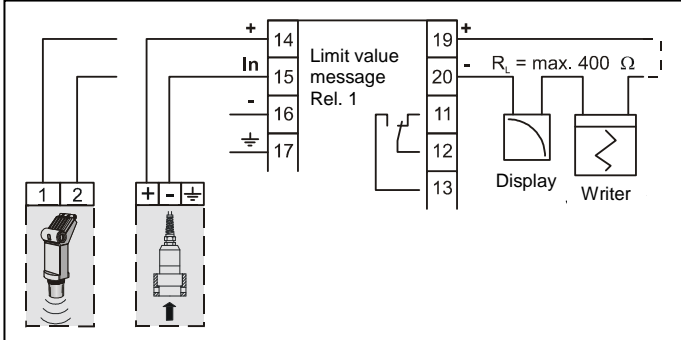 + 14
In 15
- 16
17
Limit value
message
Rel. 1
19 +
20 -
11
12
13
R_L = max. 400 Ω
Display
Writer
1 2
+ -